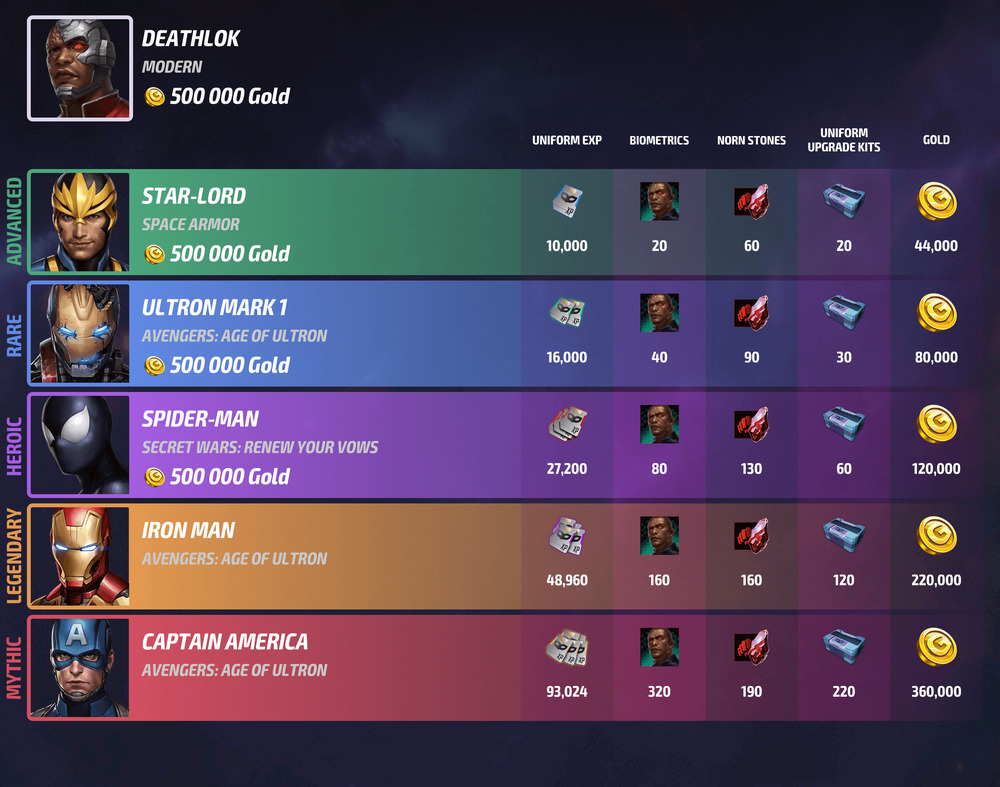 DEATHLOK
MODERN
500 000 Gold
UNIFORM EXP BIOMETRICS NORN STONES UNIFORM UPGRADE KITS GOLD
ADVANCED
STAR-LORD
SPACE ARMOR
500 000 Gold
10,000 20 60 20 44,000
RARE
ULTRON MARK 1
AVENGERS: AGE OF ULTRON
500 000 Gold
16,000 40 90 30 80,000
HEROIC
SPIDER-MAN
SECRET WARS: RENEW YOUR VOWS
500 000 Gold
27,200 80 130 60 120,000
LEGENDARY
IRON MAN
AVENGERS: AGE OF ULTRON
48,960 160 160 120 220,000
MYTHIC
CAPTAIN AMERICA
AVENGERS: AGE OF ULTRON
93,024 320 190 220 360,000